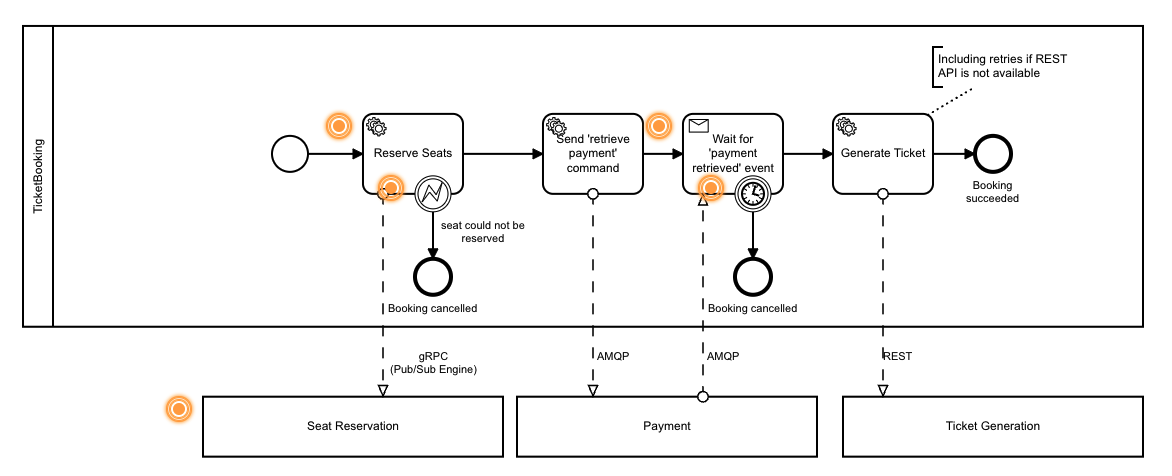 TicketBooking
Including retries if REST
API is not available
Reserve Seats
Send 'retrieve
payment'
command
Wait for
'payment
retrieved' event
Generate Ticket
Booking
succeeded
seat could not be
reserved
Booking cancelled
Booking cancelled
gRPC
(Pub/Sub Engine)
AMQP
AMQP
REST
Seat Reservation
Payment
Ticket Generation